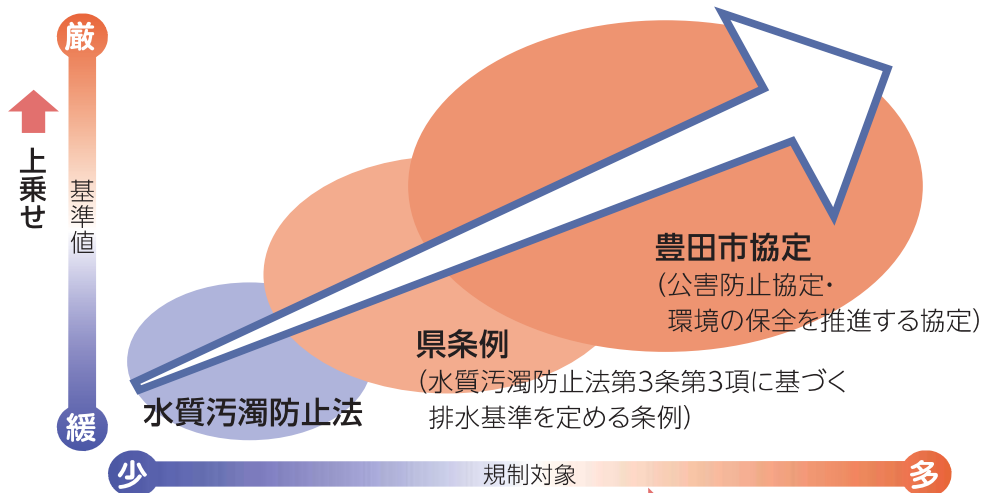 厳
上乗せ
基準値
緩
豊田市協定
（公害防止協定・
環境の保全を推進する協定）
県条例
（水質汚濁防止法第3条第3項に基づく
排水基準を定める条例）
水質汚濁防止法
少
規制対象
多